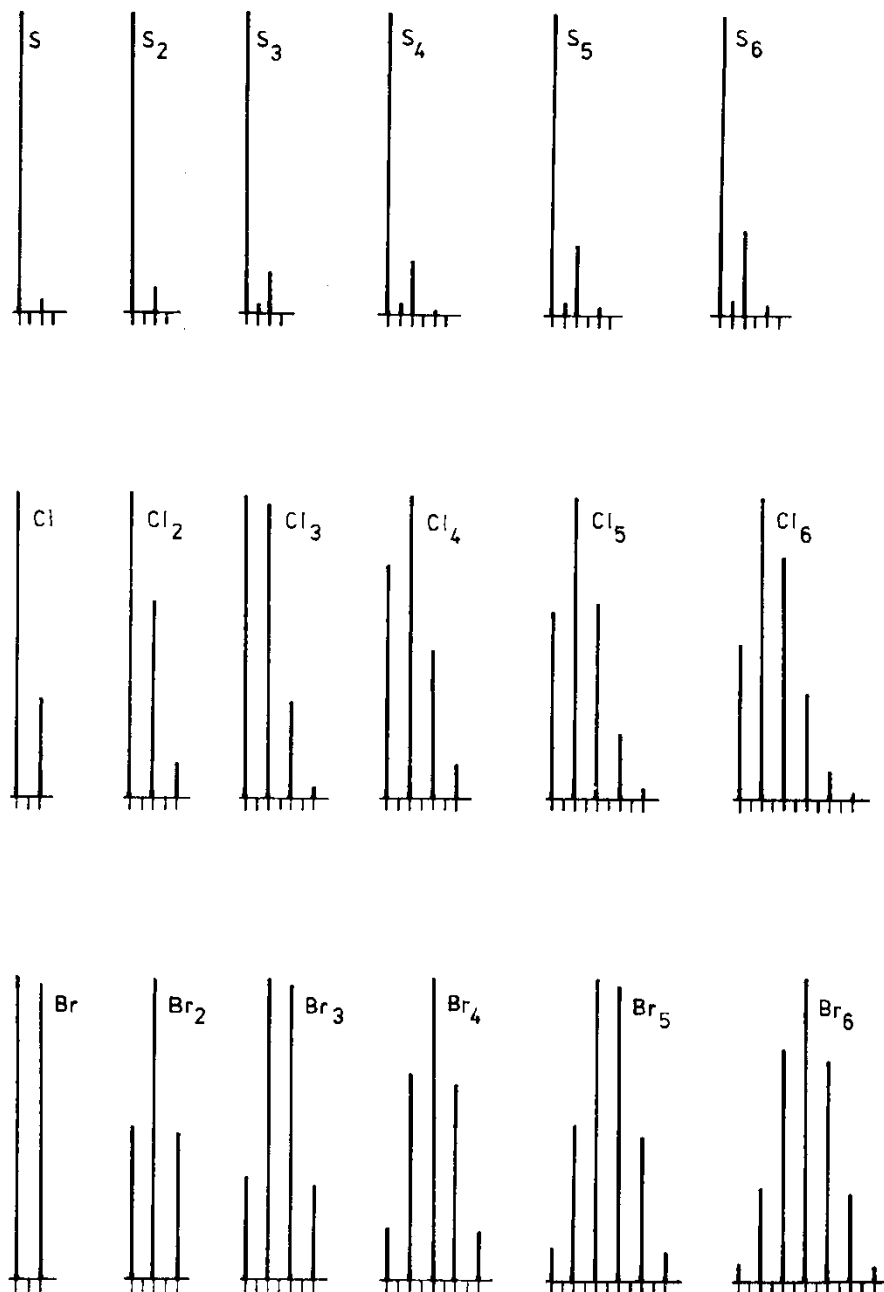 S S₂ S₃ S₄ S₅ S₆
Cl Cl₂ Cl₃ Cl₄ Cl₅ Cl₆
Br Br₂ Br₃ Br₄ Br₅ Br₆